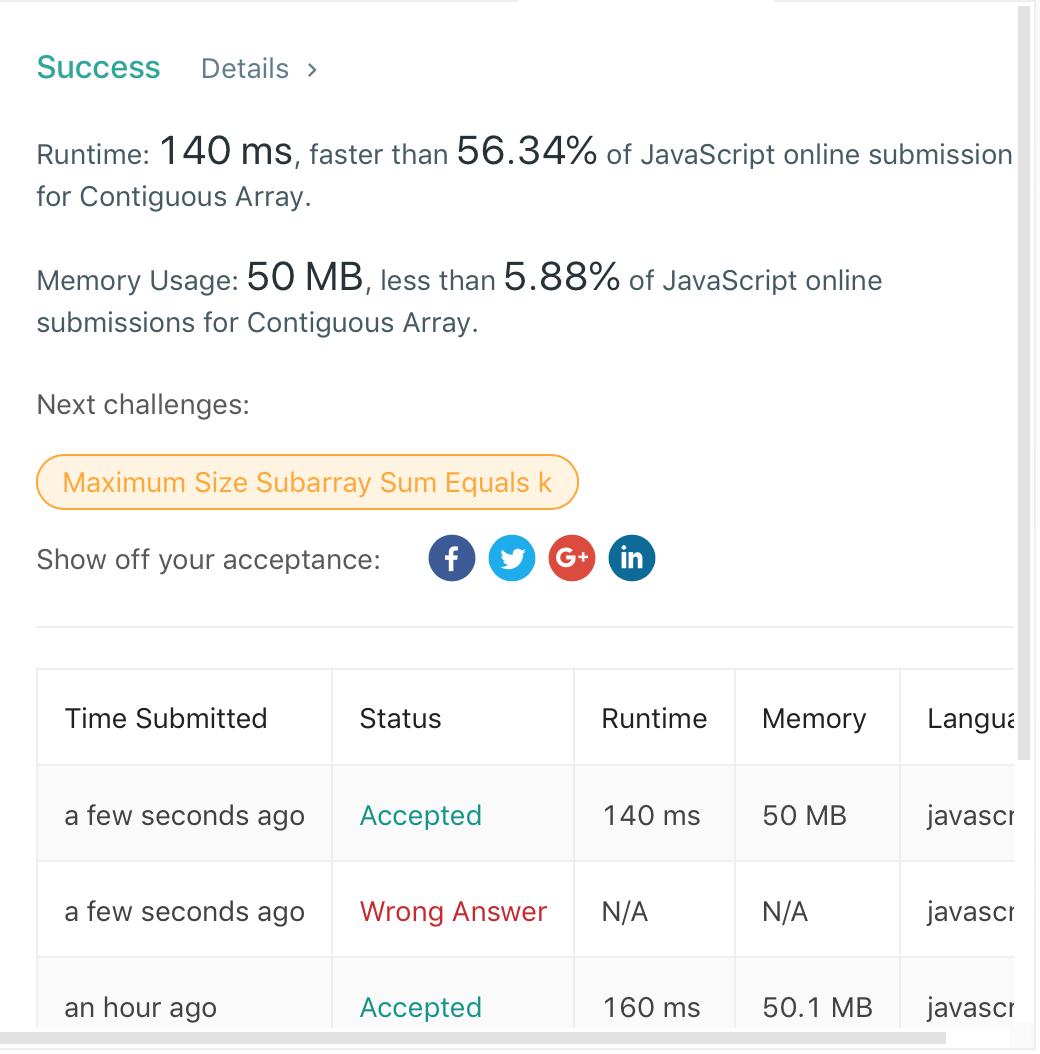 Success Details >
Runtime: 140 ms, faster than 56.34% of JavaScript online submission
for Contiguous Array.
Memory Usage: 50 MB, less than 5.88% of JavaScript online
submissions for Contiguous Array.
Next challenges:
Maximum Size Subarray Sum Equals k
Show off your acceptance: f G+ in
Time Submitted Status Runtime Memory Langua
a few seconds ago Accepted 140 ms 50 MB javascr
a few seconds ago Wrong Answer N/A N/A javascr
an hour ago Accepted 160 ms 50.1 MB javascr